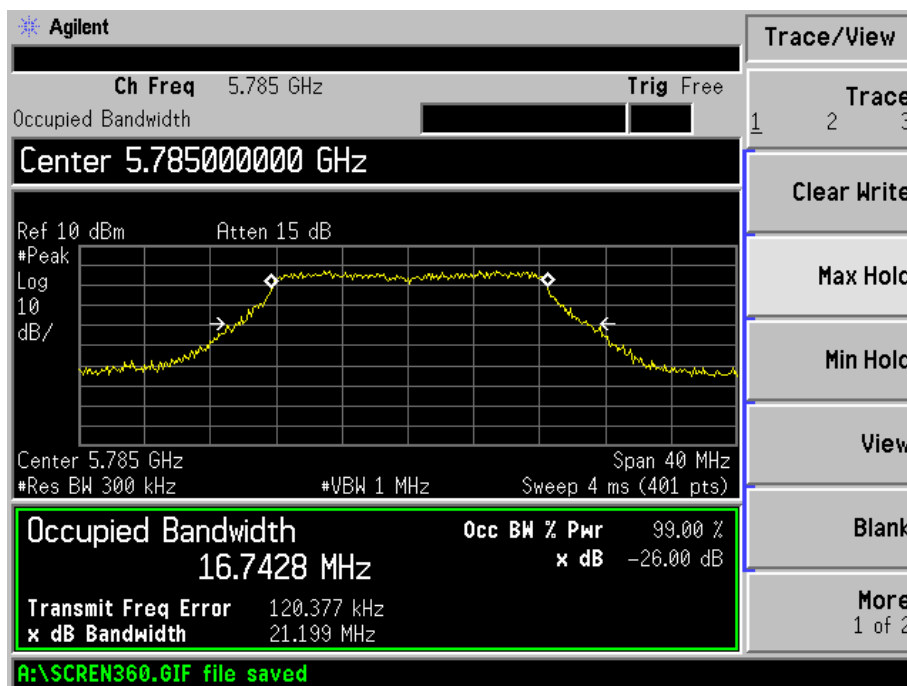 Agilent
Ch Freq 5.785 GHz Trig Free
Occupied Bandwidth
Center 5.785000000 GHz
Ref 10 dBm Atten 15 dB
#Peak
Log
10
dB/
Center 5.785 GHz Span 40 MHz
#Res BW 300 kHz #VBW 1 MHz Sweep 4 ms (401 pts)
Occupied Bandwidth Occ BW % Pwr 99.00 %
16.7428 MHz x dB -26.00 dB
Transmit Freq Error 120.377 kHz
x dB Bandwidth 21.199 MHz
A:\SCREN360.GIF file saved
Trace/View
Trace
1 2 3
Clear Write
Max Hold
Min Hold
View
Blank
More
1 of 2